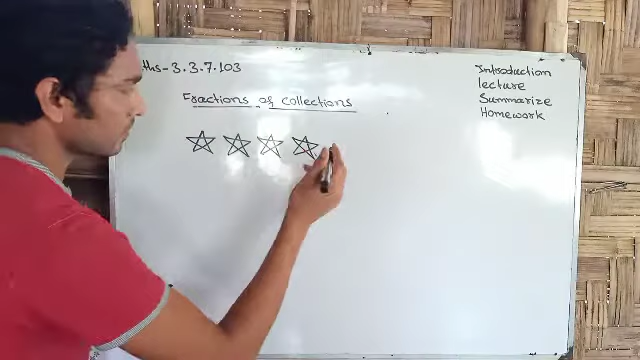 ths-3.3.7.103
Fractions of collections
Introduction
lecture
Summarize
Homework